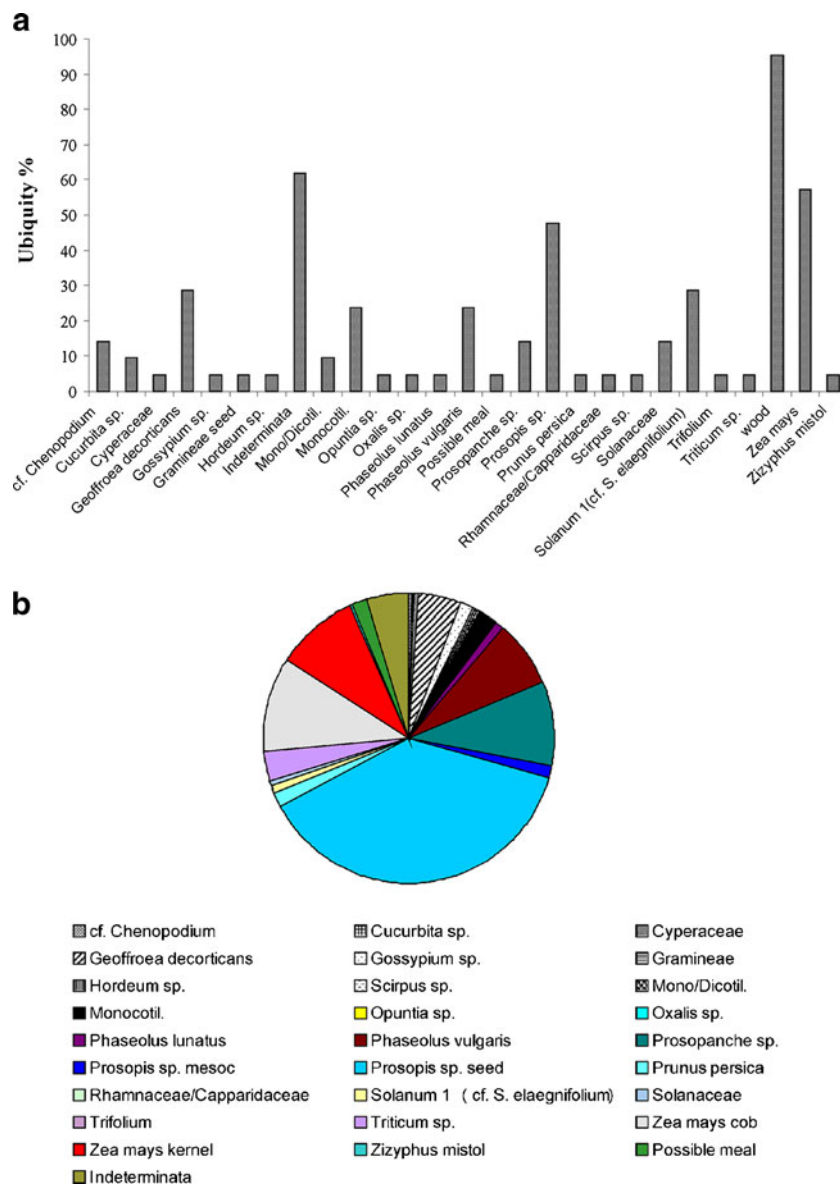 a
Ubiquity %
100
90
80
70
60
50
40
30
20
10
0
cf. Chenopodium
Cucurbita sp.
Cyperaceae
Geoffroea decorticans
Gossypium sp.
Gramineae seed
Hordeum sp.
Indeterminata
Mono/Dicotil.
Monocotil.
Opuntia sp.
Oxalis sp.
Phaseolus lunatus
Phaseolus vulgaris
Possible meal
Prosopanche sp.
Prosopis sp.
Prunus persica
Rhamnaceae/Capparidaceae
Scirpus sp.
Solanaceae
Solanum 1(cf. S. elaegnifolium)
Trifolium
Triticum sp.
wood
Zea mays
Zizyphus mistol
b
cf. Chenopodium Cucurbita sp. Cyperaceae
Geoffroea decorticans Gossypium sp. Gramineae
Hordeum sp. Scirpus sp. Mono/Dicotil.
Monocotil. Opuntia sp. Oxalis sp.
Phaseolus lunatus Phaseolus vulgaris Prosopanche sp.
Prosopis sp. mesoc Prosopis sp. seed Prunus persica
Rhamnaceae/Capparidaceae Solanum 1 ( cf. S. elaegnifolium) Solanaceae
Trifolium Triticum sp. Zea mays cob
Zea mays kernel Zizyphus mistol Possible meal
Indeterminata